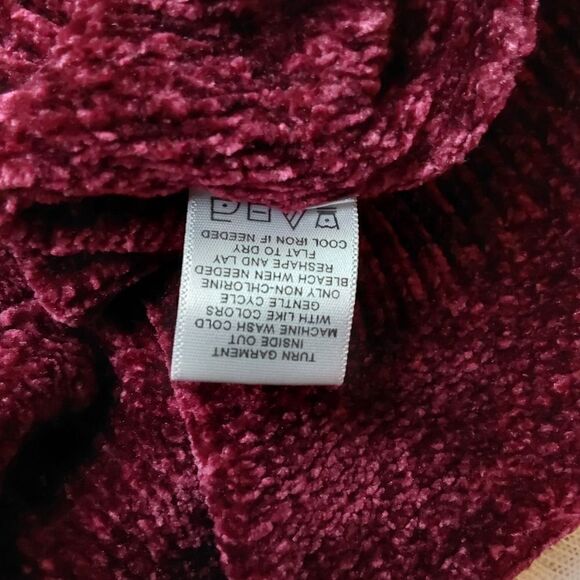 TURN GARMENT
INSIDE OUT
MACHINE WASH COLD
WITH LIKE COLORS
GENTLE CYCLE
ONLY NON-CHLORINE
BLEACH WHEN NEEDED
RESHAPE AND LAY
FLAT TO DRY
COOL IRON IF NEEDED